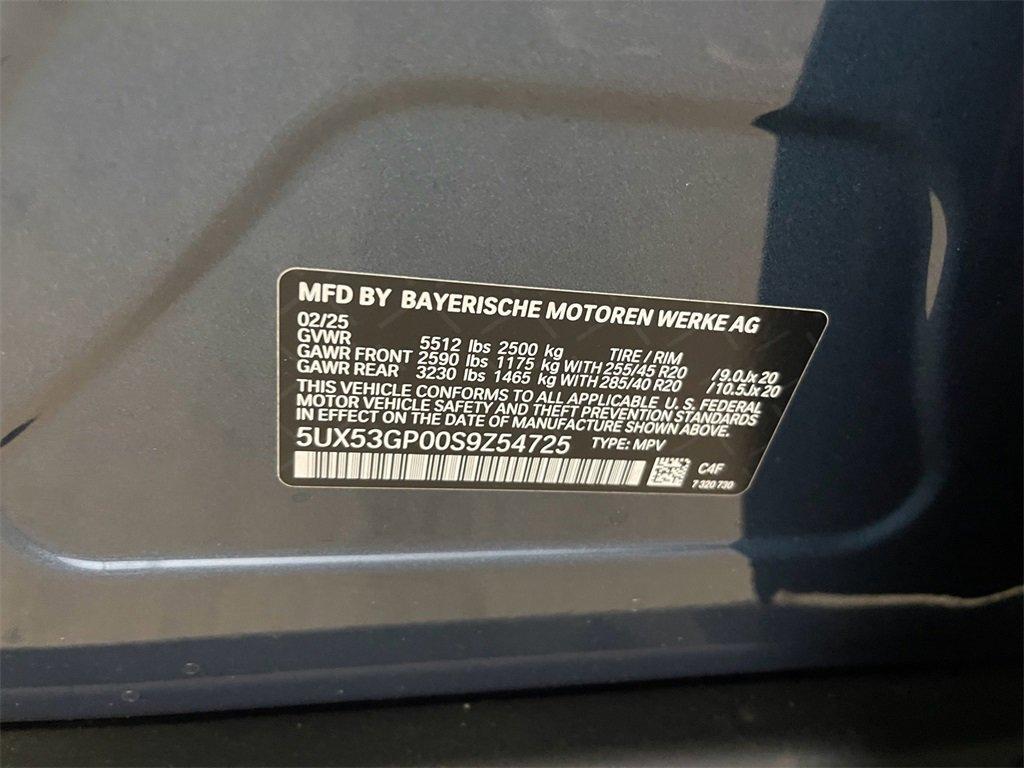 MFD BY BAYERISCHE MOTOREN WERKE AG
02/25
GVWR 5512 lbs 2500 kg TIRE / RIM
GAWR FRONT 2590 lbs 1175 kg WITH 255/45 R20 /9.0Jx20
GAWR REAR 3230 lbs 1465 kg WITH 285/40 R20 /10.5Jx20
THIS VEHICLE CONFORMS TO ALL APPLICABLE U.S. FEDERAL
MOTOR VEHICLE SAFETY AND THEFT PREVENTION STANDARDS
IN EFFECT ON THE DATE OF MANUFACTURE SHOWN ABOVE.
5UX53GP00S9Z54725 TYPE: MPV
C4F
7 320 730